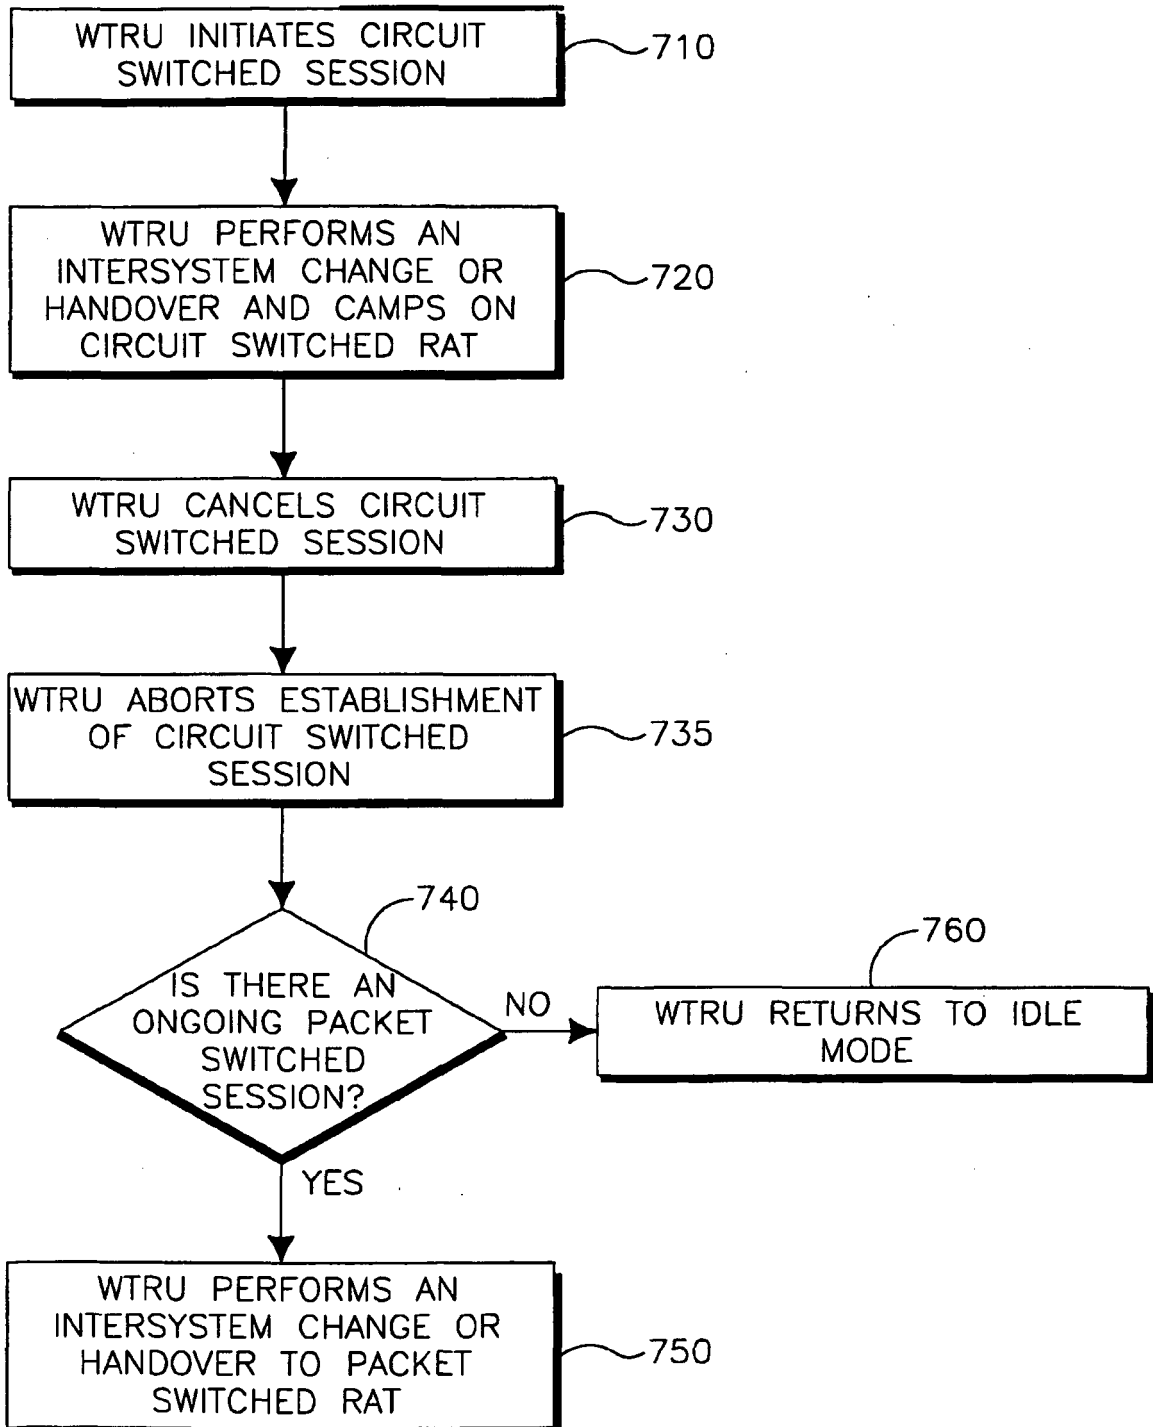 WTRU INITIATES CIRCUIT
SWITCHED SESSION
710
WTRU PERFORMS AN
INTERSYSTEM CHANGE OR
HANDOVER AND CAMPS ON
CIRCUIT SWITCHED RAT
720
WTRU CANCELS CIRCUIT
SWITCHED SESSION
730
WTRU ABORTS ESTABLISHMENT
OF CIRCUIT SWITCHED
SESSION
735
740
IS THERE AN
ONGOING PACKET
SWITCHED
SESSION?
NO
760
WTRU RETURNS TO IDLE
MODE
YES
WTRU PERFORMS AN
INTERSYSTEM CHANGE OR
HANDOVER TO PACKET
SWITCHED RAT
750